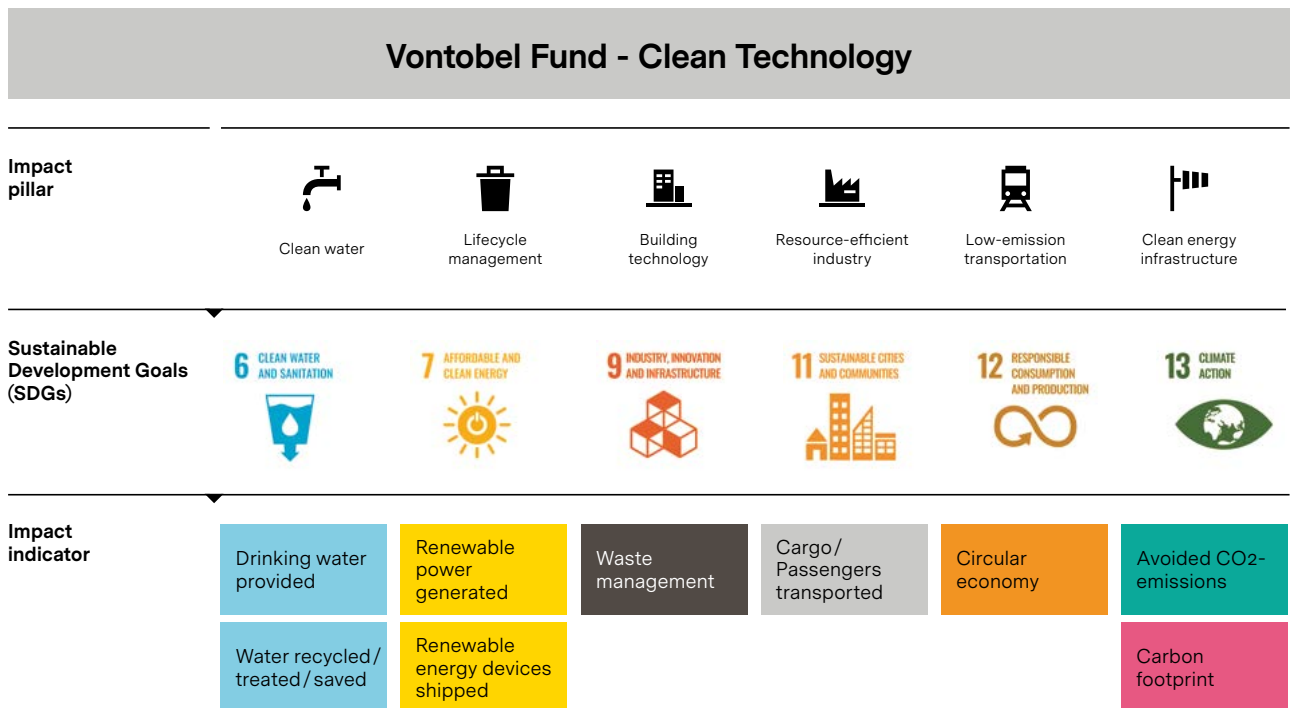 Vontobel Fund - Clean Technology
Impact
pillar
Clean water
Lifecycle
management
Building
technology
Resource-efficient
industry
Low-emission
transportation
Clean energy
infrastructure
Sustainable
Development Goals
(SDGs)
6 CLEAN WATER
AND SANITATION
7 AFFORDABLE AND
CLEAN ENERGY
9 INDUSTRY, INNOVATION
AND INFRASTRUCTURE
11 SUSTAINABLE CITIES
AND COMMUNITIES
12 RESPONSIBLE
CONSUMPTION
AND PRODUCTION
13 CLIMATE
ACTION
Impact
indicator
Drinking water
provided
Renewable
power
generated
Waste
management
Cargo/
Passengers
transported
Circular
economy
Avoided CO2-
emissions
Water recycled/
treated/saved
Renewable
energy devices
shipped
Carbon
footprint